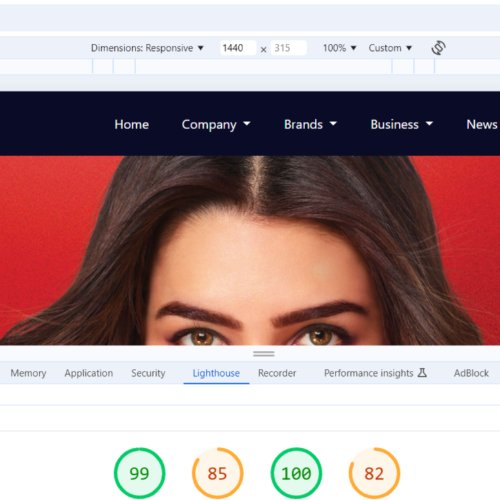 Dimensions: Responsive ▼ 1440 × 315 100% ▼ Custom ▼
Home Company Brands Business News
Memory Application Security Lighthouse Recorder Performance insights AdBlock
99 85 100 82